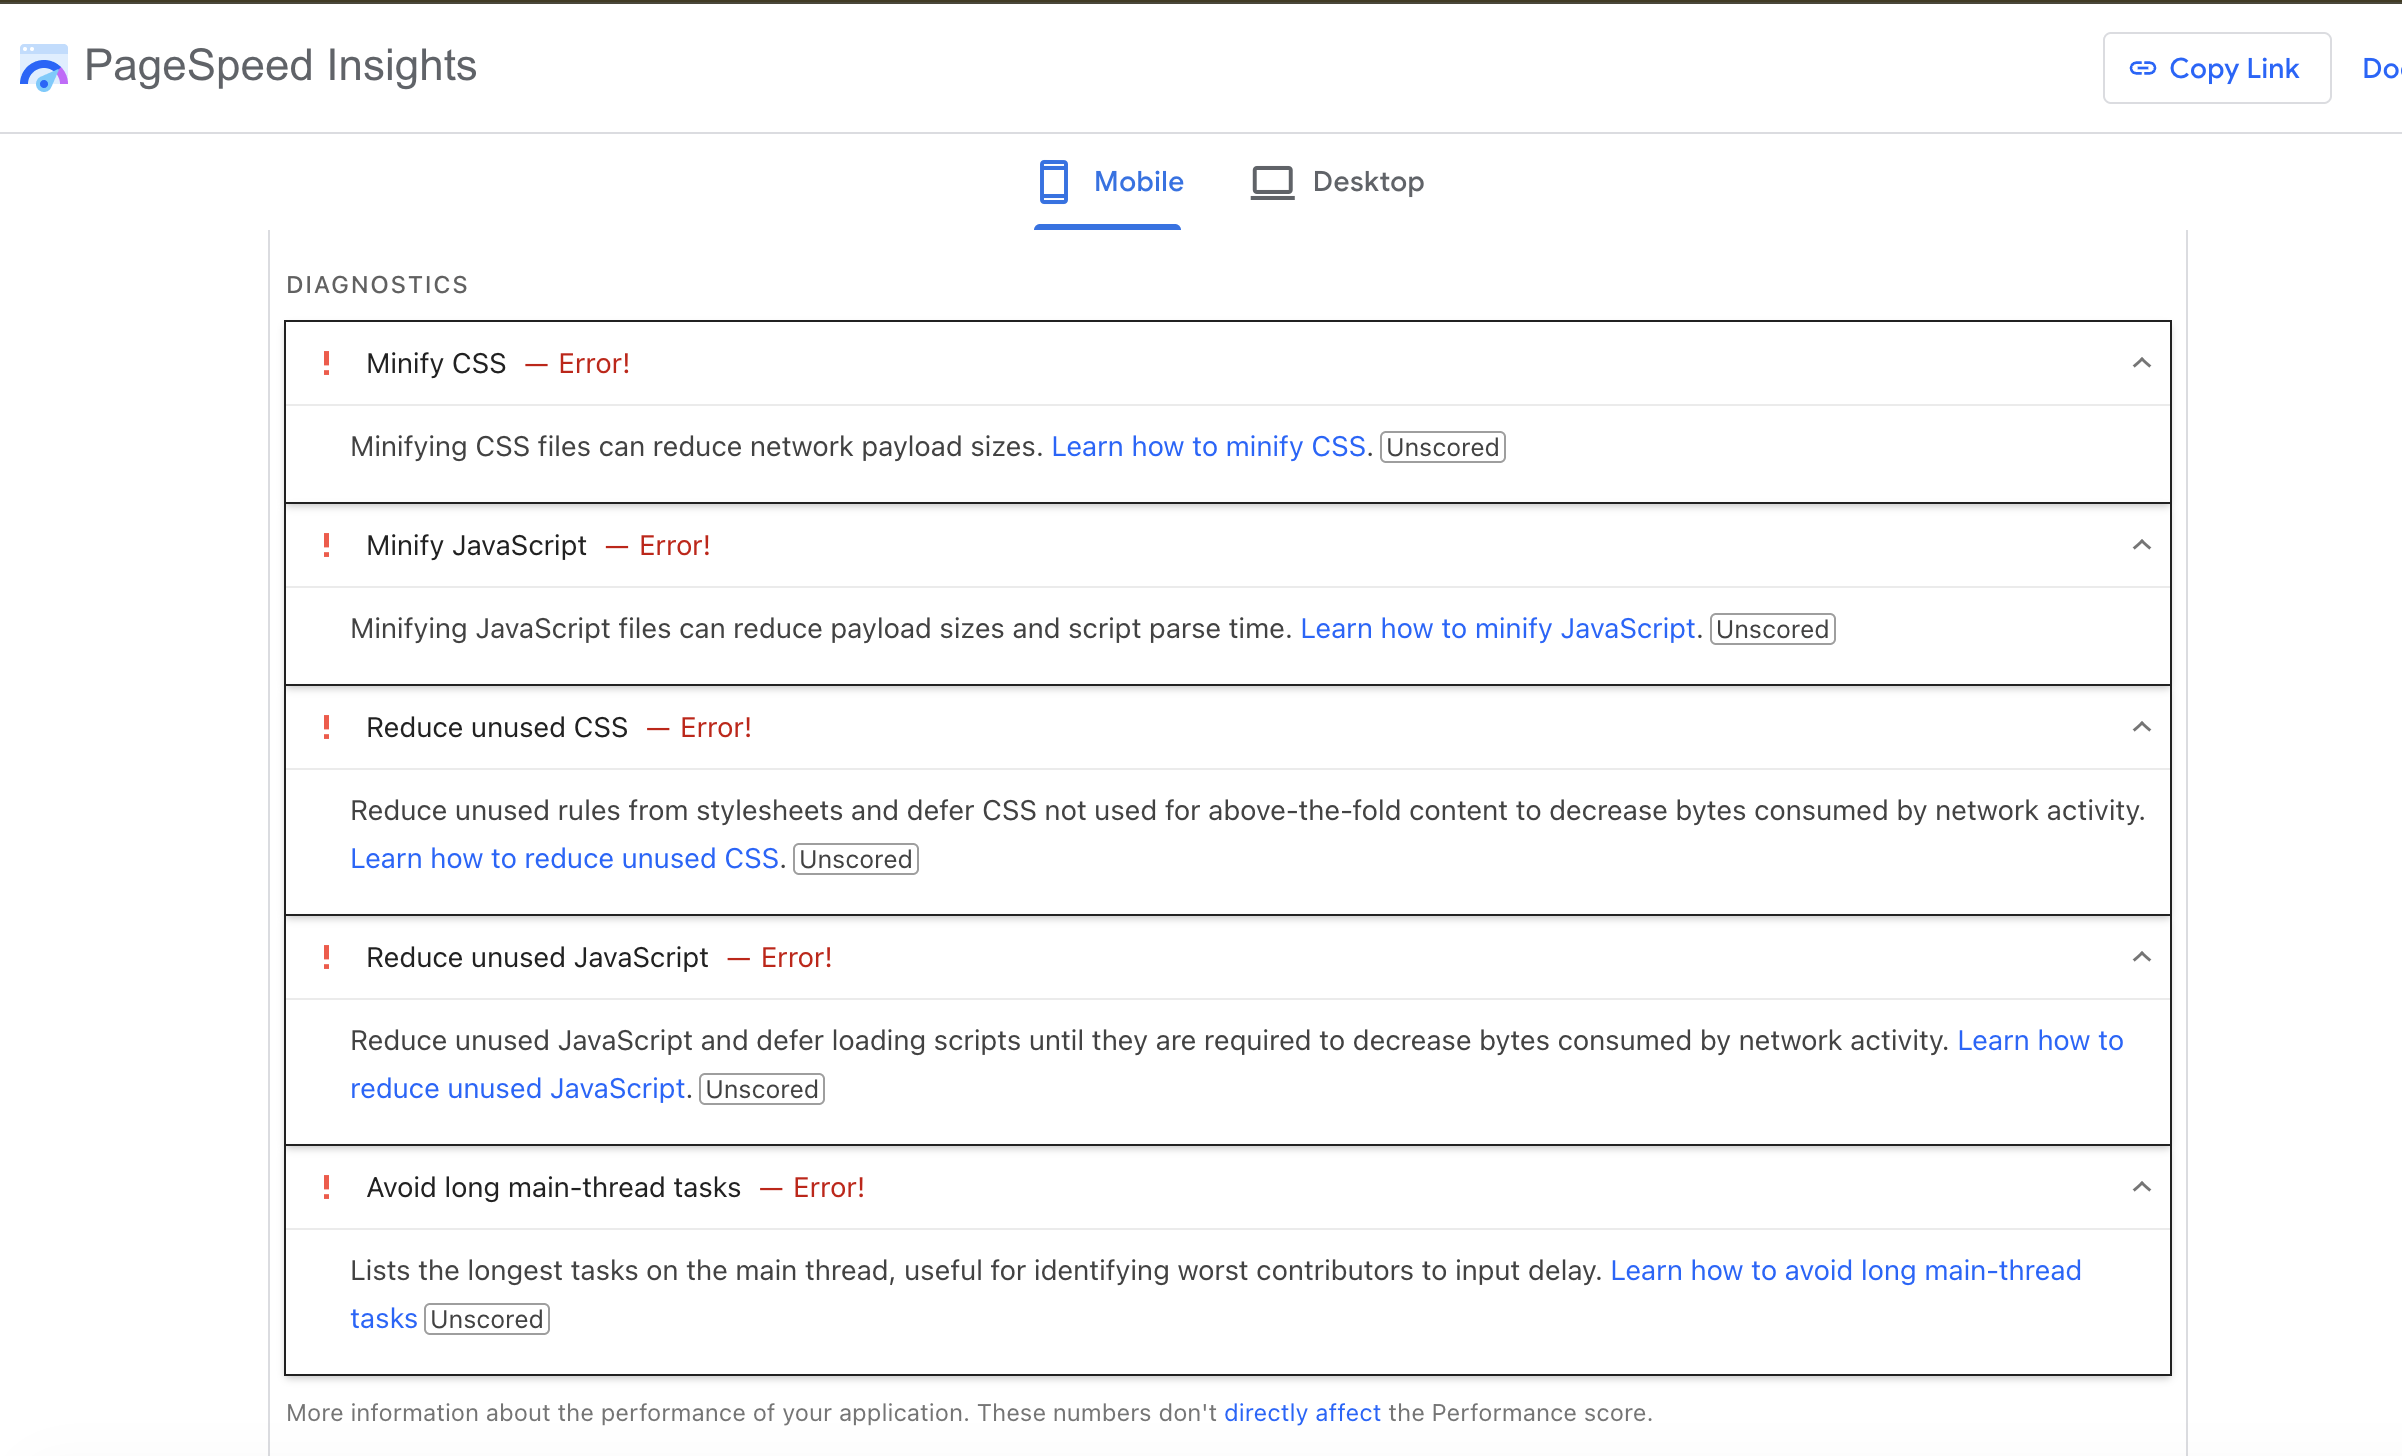 PageSpeed Insights
Copy Link
Mobile
Desktop
DIAGNOSTICS
! Minify CSS — Error!
Minifying CSS files can reduce network payload sizes. Learn how to minify CSS. Unscored
! Minify JavaScript — Error!
Minifying JavaScript files can reduce payload sizes and script parse time. Learn how to minify JavaScript. Unscored
! Reduce unused CSS — Error!
Reduce unused rules from stylesheets and defer CSS not used for above-the-fold content to decrease bytes consumed by network activity.
Learn how to reduce unused CSS. Unscored
! Reduce unused JavaScript — Error!
Reduce unused JavaScript and defer loading scripts until they are required to decrease bytes consumed by network activity. Learn how to
reduce unused JavaScript. Unscored
! Avoid long main-thread tasks — Error!
Lists the longest tasks on the main thread, useful for identifying worst contributors to input delay. Learn how to avoid long main-thread
tasks Unscored
More information about the performance of your application. These numbers don't directly affect the Performance score.